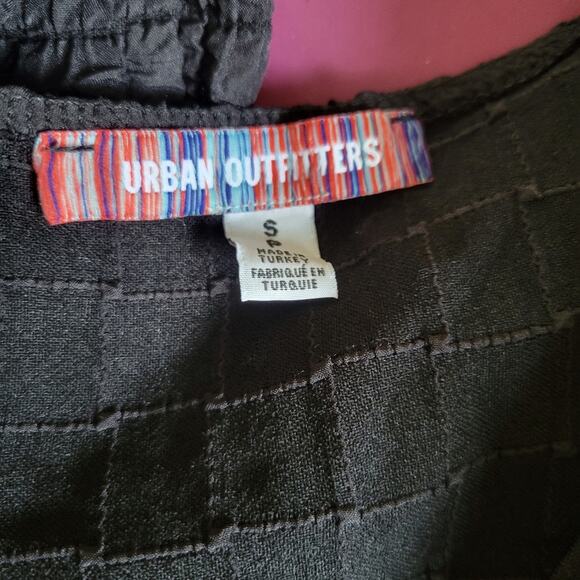 URBAN OUTFITTERS
S
P
MADE IN
TURKEY
FABRIQUÉ EN
TURQUIE